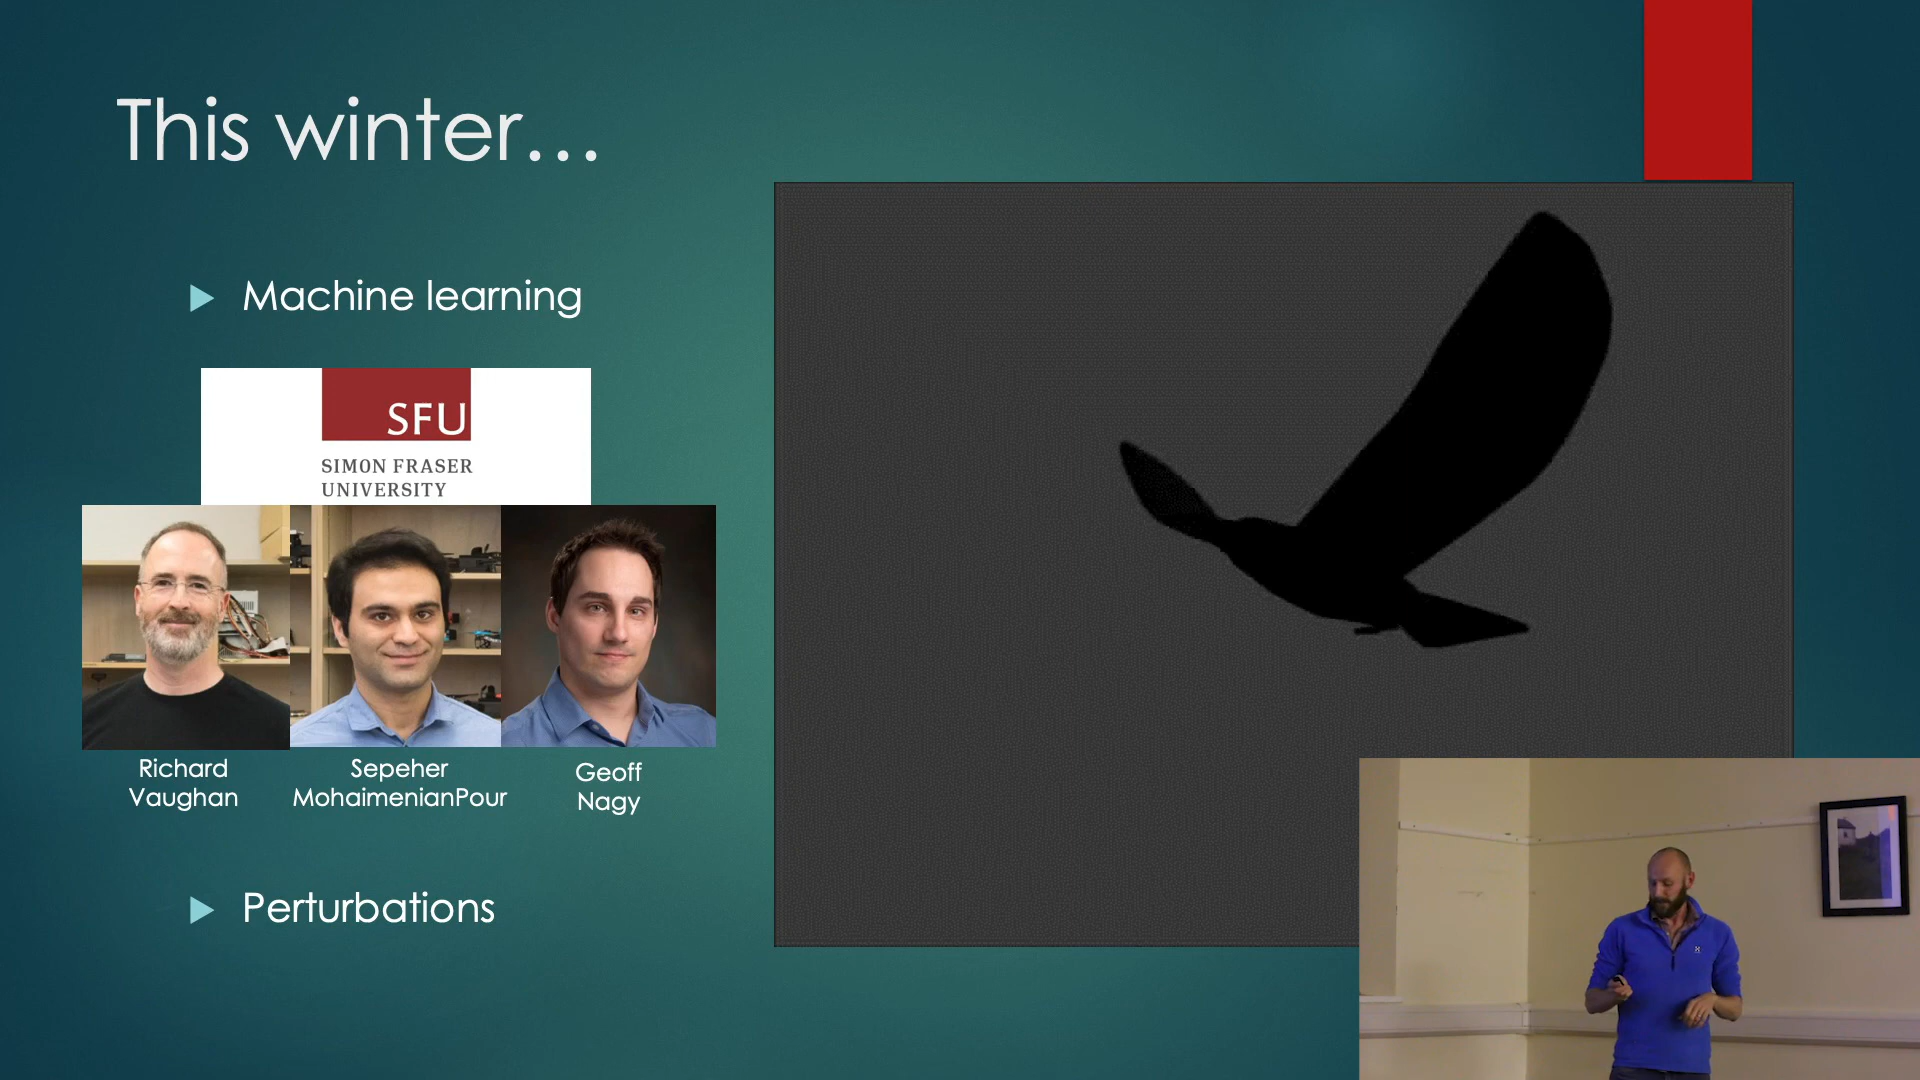 This winter...
Machine learning
SFU
SIMON FRASER
UNIVERSITY
Richard
Vaughan
Sepeher
MohaimenianPour
Geoff
Nagy
Perturbations